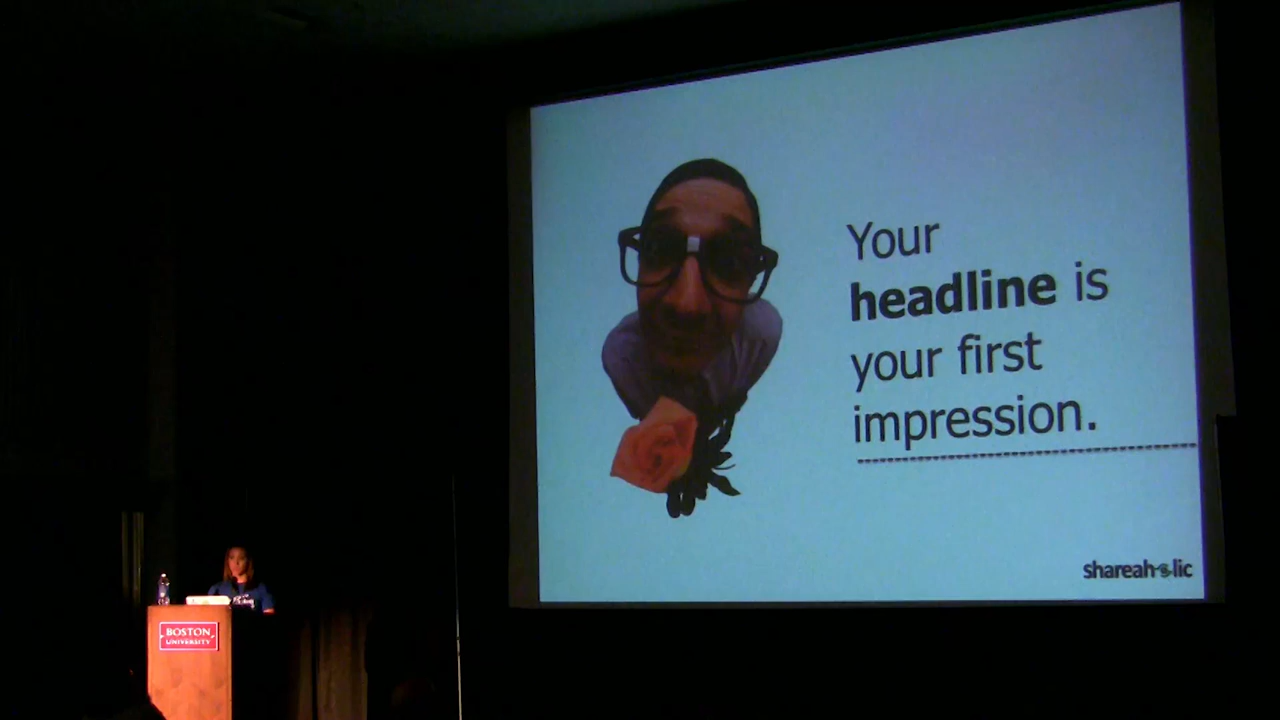 Your
headline is
your first
impression.
shareaholic
BOSTON
UNIVERSITY